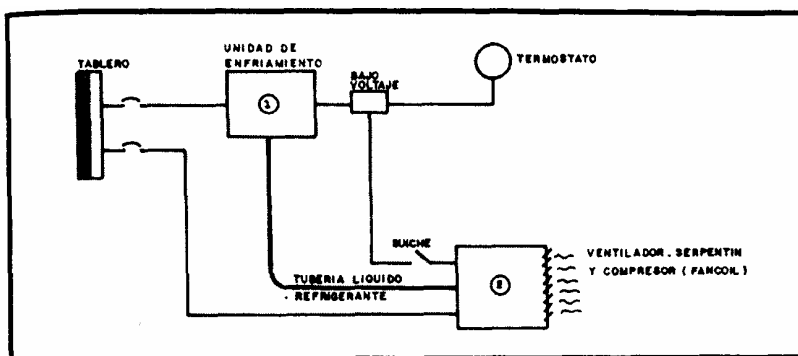 UNIDAD DE
ENFRIAMIENTO
TABLERO
1
BAJO
VOLTAJE
TERMOSTATO
SUICHE
VENTILADOR. SERPENTIN
Y COMPRESOR ( FANCOIL )
2
TUBERIA LIQUIDO
REFRIGERANTE